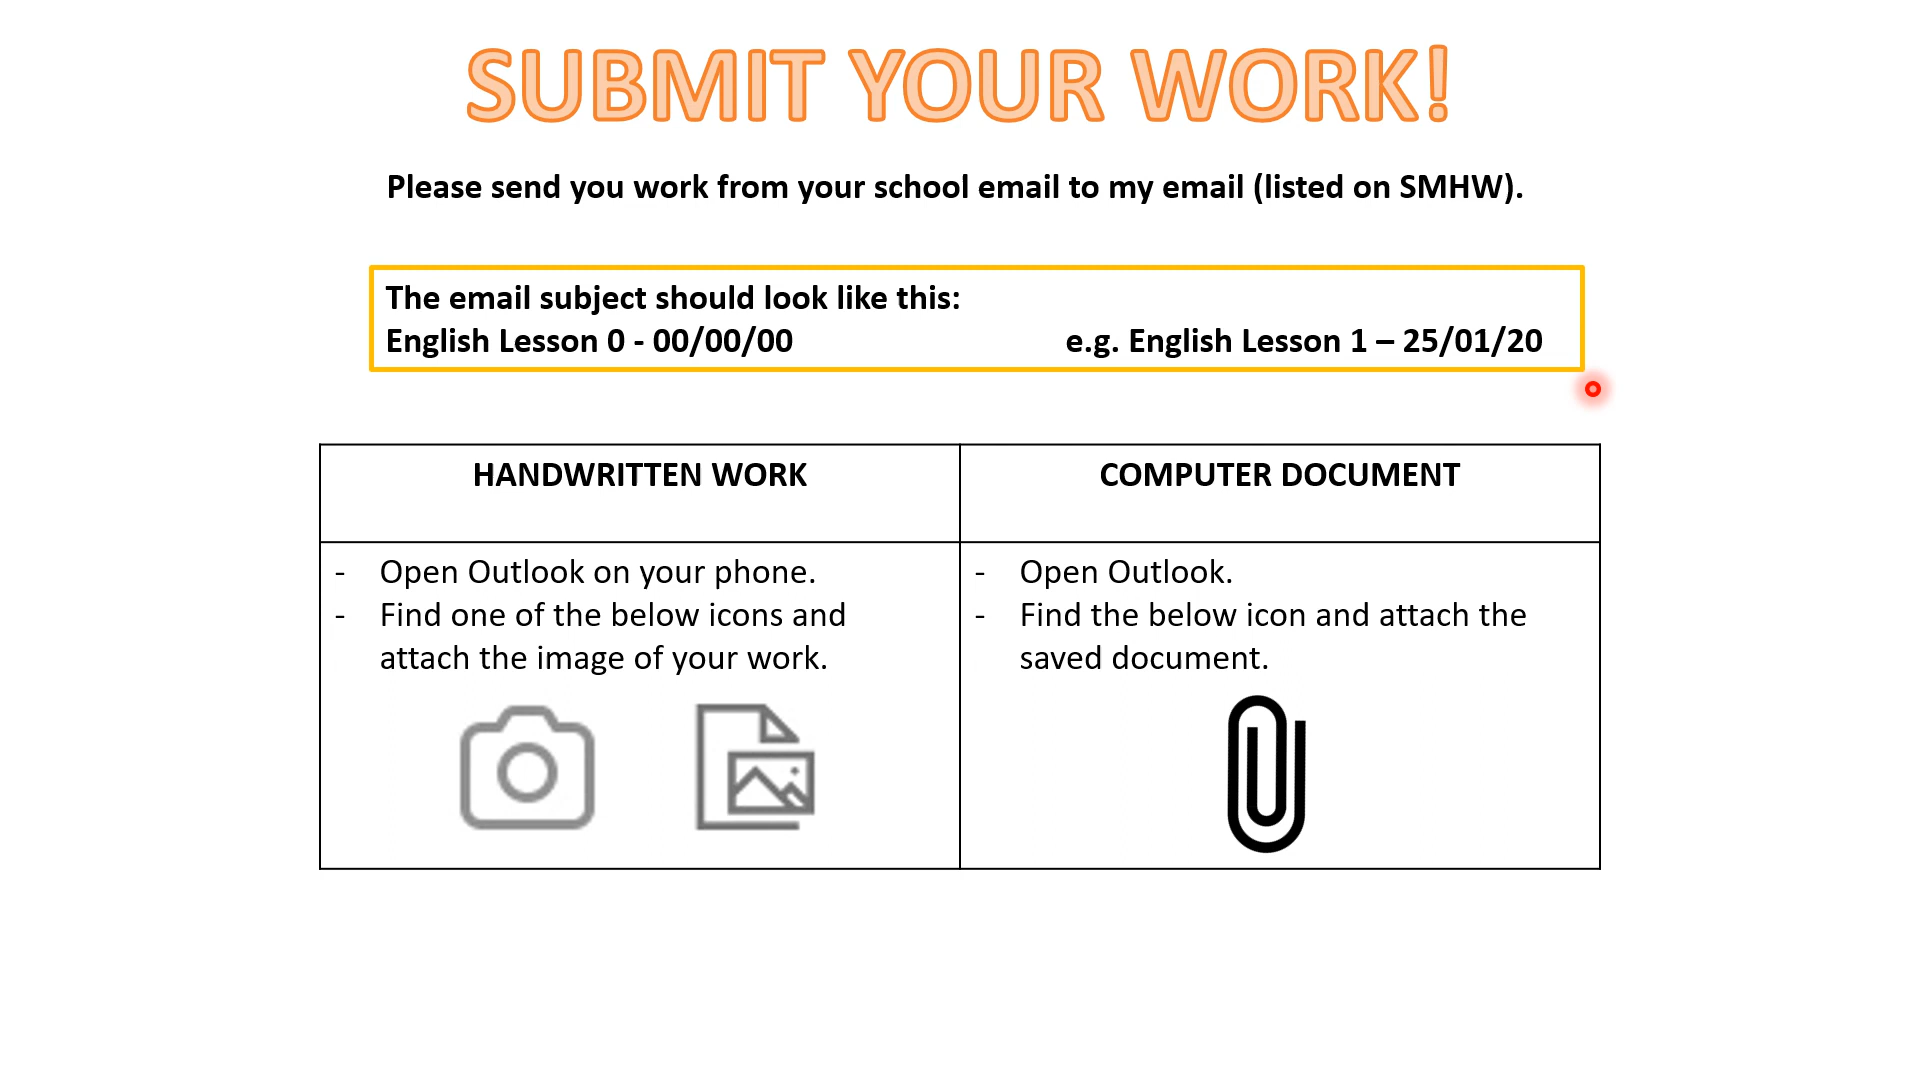 SUBMIT YOUR WORK!
Please send you work from your school email to my email (listed on SMHW).
The email subject should look like this:
English Lesson 0 - 00/00/00 e.g. English Lesson 1 – 25/01/20
HANDWRITTEN WORK
- Open Outlook on your phone.
- Find one of the below icons and
attach the image of your work.
COMPUTER DOCUMENT
- Open Outlook.
- Find the below icon and attach the
saved document.